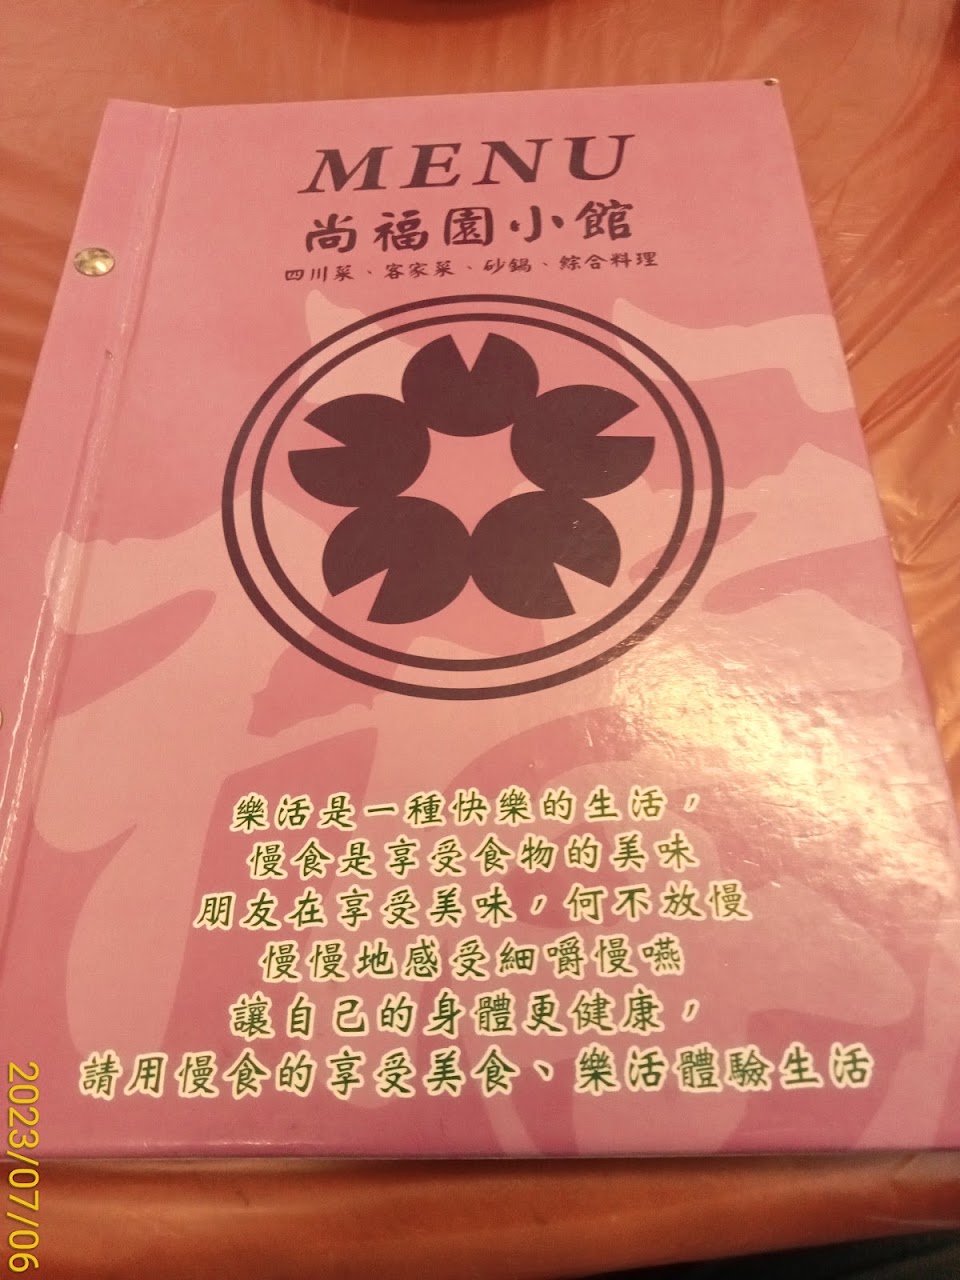 MENU
尚福園小館
四川菜、客家菜、砂鍋、綜合料理
樂活是一種快樂的生活，
慢食是享受食物的美味
朋友在享受美味，何不放慢
慢慢地感受細嚼慢嚥
讓自己的身體更健康，
請用慢食的享受美食、樂活體驗生活
2023/07/06